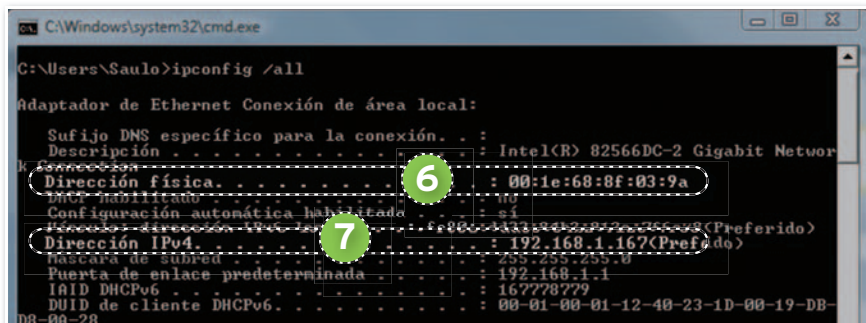 C:\Windows\system32\cmd.exe
C:\Users\Saulo>ipconfig /all
Adaptador de Ethernet Conexión de área local:
Sufijo DNS específico para la conexión. . :
Descripción . . . . . . . . . . . . . . . : Intel(R) 82566DC-2 Gigabit Networ
k Connection
Dirección física. . . . . . . . . . 6 . . : 00:1e:68:8f:03:9a
DHCP habilitado . . . . . . . . . . . . . : no
Configuración automática habilitada . . . : sí
dirección IPv6 (Preferido)
Dirección IPv4. . . . . . . 7 . . . . . . : 192.168.1.167(Prefdo)
Máscara de subred . . . . . . . . . . . . : 255.255.255.0
Puerta de enlace predeterminada . . . . . : 192.168.1.1
IAID DHCPv6 . . . . . . . . . . . . . . . : 167778779
DUID de cliente DHCPv6. . . . . . . . . . : 00-01-00-01-12-40-23-1D-00-19-DB-
D8-0A-28